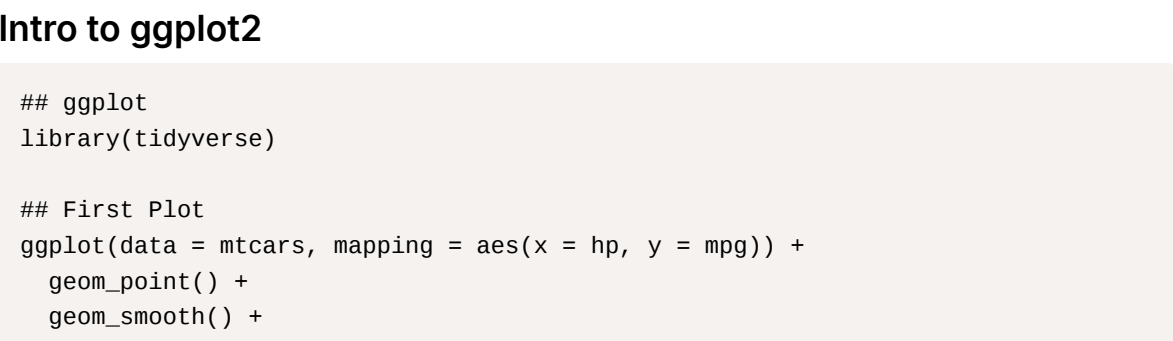 Intro to ggplot2
## ggplot
library(tidyverse)
## First Plot
ggplot(data = mtcars, mapping = aes(x = hp, y = mpg)) +
  geom_point() +
  geom_smooth() +